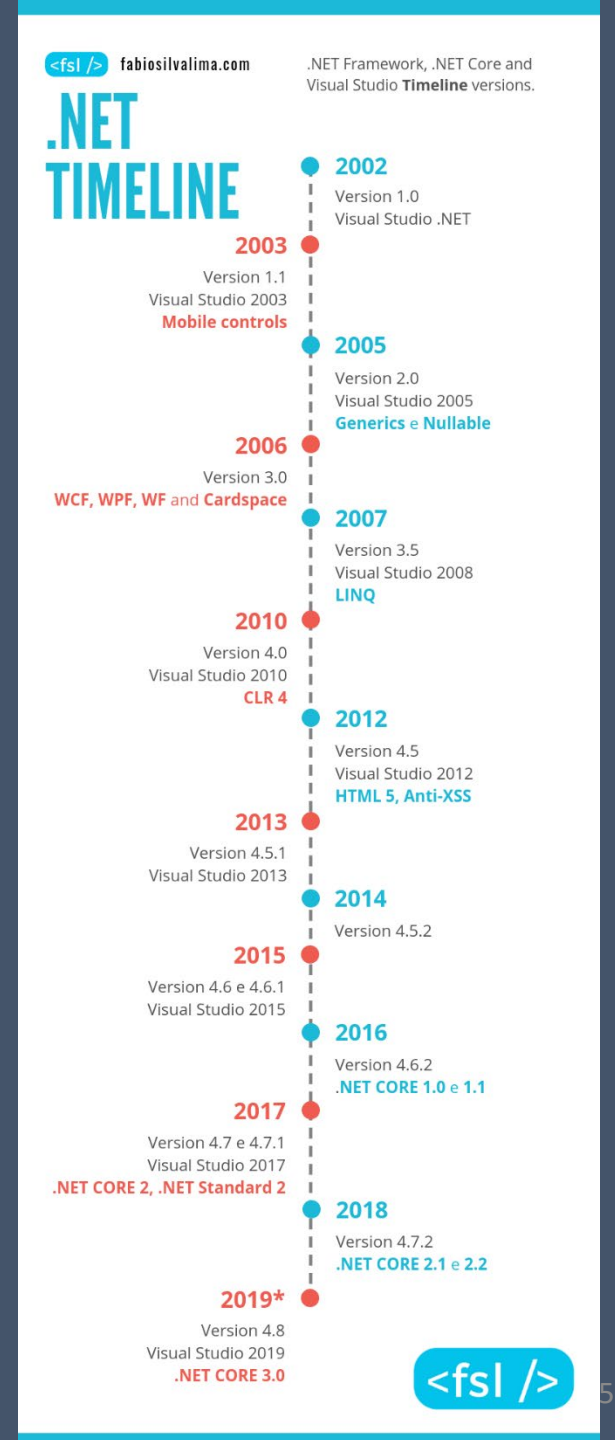 <fsl /> fabiosilvalima.com
.NET Framework, .NET Core and
Visual Studio Timeline versions.
.NET
TIMELINE
2002
Version 1.0
Visual Studio .NET
2003
Version 1.1
Visual Studio 2003
Mobile controls
2005
Version 2.0
Visual Studio 2005
Generics e Nullable
2006
Version 3.0
WCF, WPF, WF and Cardspace
2007
Version 3.5
Visual Studio 2008
LINQ
2010
Version 4.0
Visual Studio 2010
CLR 4
2012
Version 4.5
Visual Studio 2012
HTML 5, Anti-XSS
2013
Version 4.5.1
Visual Studio 2013
2014
Version 4.5.2
2015
Version 4.6 e 4.6.1
Visual Studio 2015
2016
Version 4.6.2
.NET CORE 1.0 e 1.1
2017
Version 4.7 e 4.7.1
Visual Studio 2017
.NET CORE 2, .NET Standard 2
2018
Version 4.7.2
.NET CORE 2.1 e 2.2
2019*
Version 4.8
Visual Studio 2019
.NET CORE 3.0
<fsl />
5